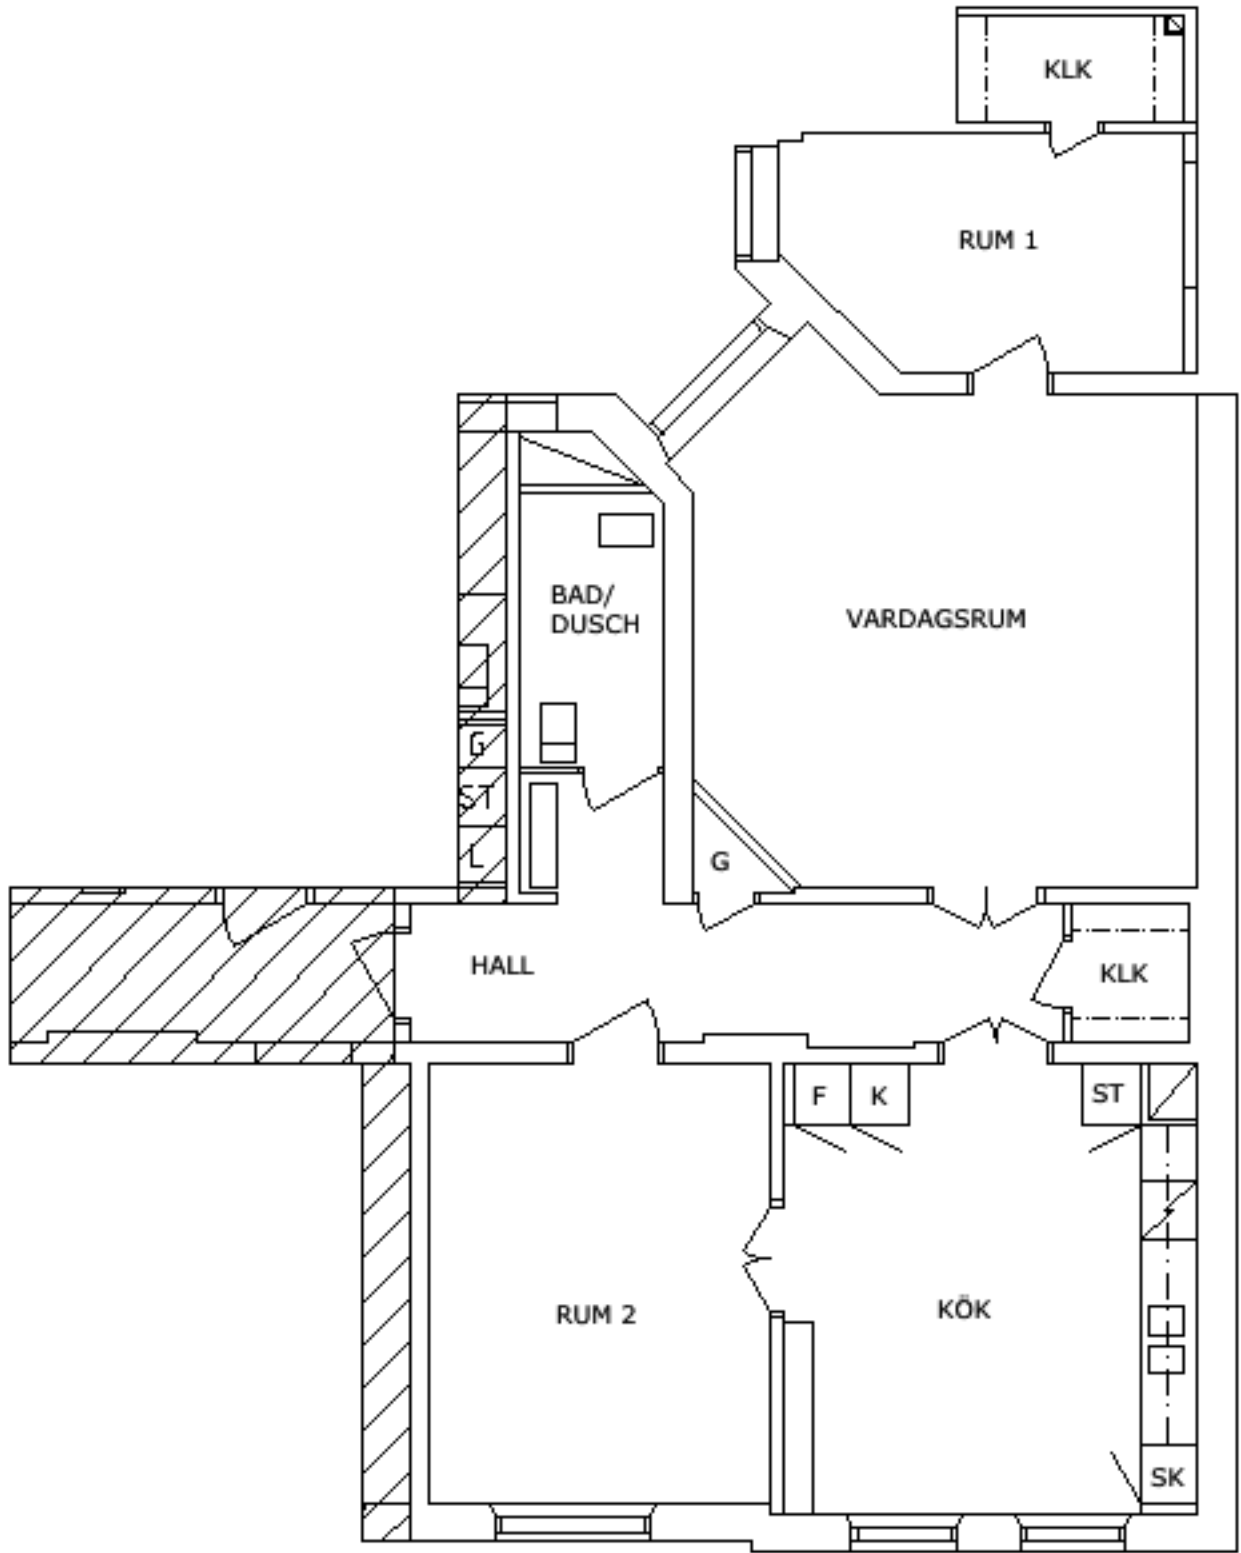 KLK
RUM 1
BAD/
DUSCH
VARDAGSRUM
G
ST
L
G
HALL
KLK
F
K
ST
RUM 2
KÖK
SK